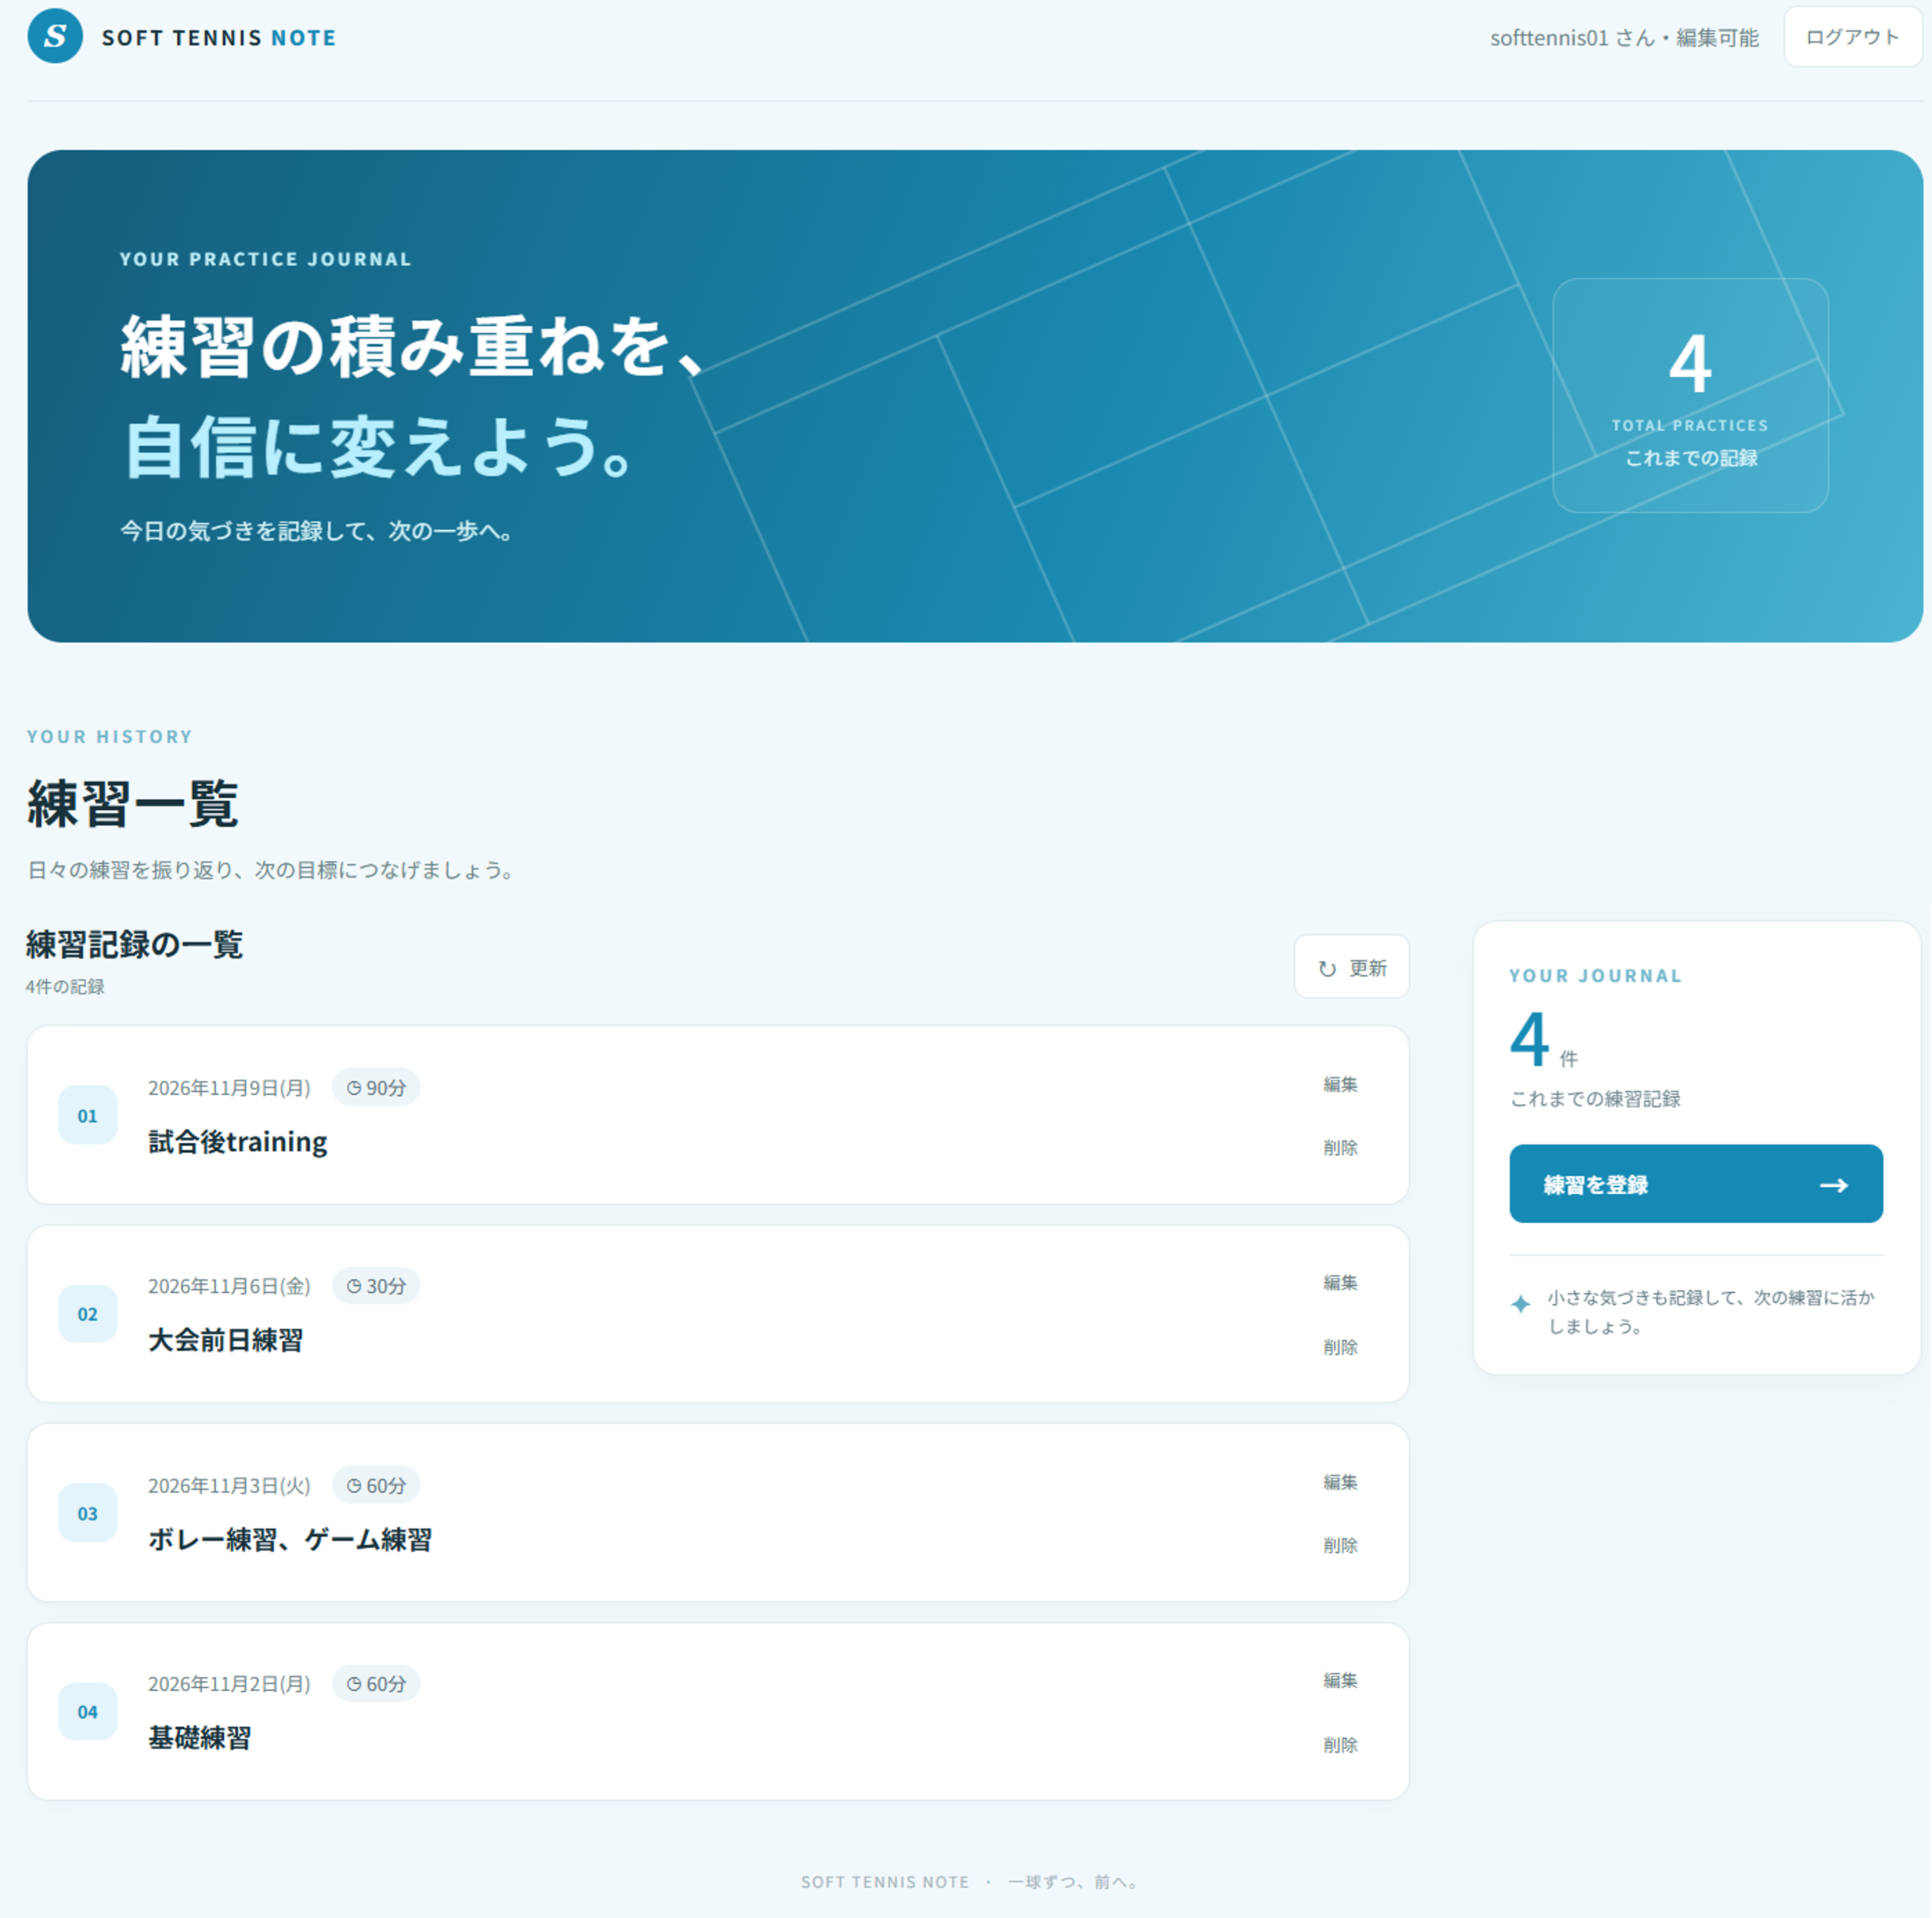 S SOFT TENNIS NOTE
softtennis01 さん・編集可能
ログアウト
YOUR PRACTICE JOURNAL
練習の積み重ねを、
自信に変えよう。
今日の気づきを記録して、次の一歩へ。
4
TOTAL PRACTICES
これまでの記録
YOUR HISTORY
練習一覧
日々の練習を振り返り、次の目標につなげましょう。
練習記録の一覧
4件の記録
↻ 更新
01
2026年11月9日(月) ◷ 90分
試合後training
編集
削除
02
2026年11月6日(金) ◷ 30分
大会前日練習
編集
削除
03
2026年11月3日(火) ◷ 60分
ボレー練習、ゲーム練習
編集
削除
04
2026年11月2日(月) ◷ 60分
基礎練習
編集
削除
YOUR JOURNAL
4 件
これまでの練習記録
練習を登録 →
✦ 小さな気づきも記録して、次の練習に活か
しましょう。
SOFT TENNIS NOTE ・ 一球ずつ、前へ。